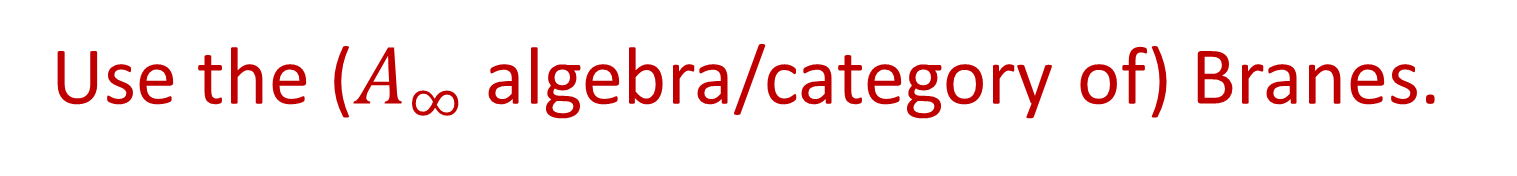 Use the (A∞ algebra/category of) Branes.